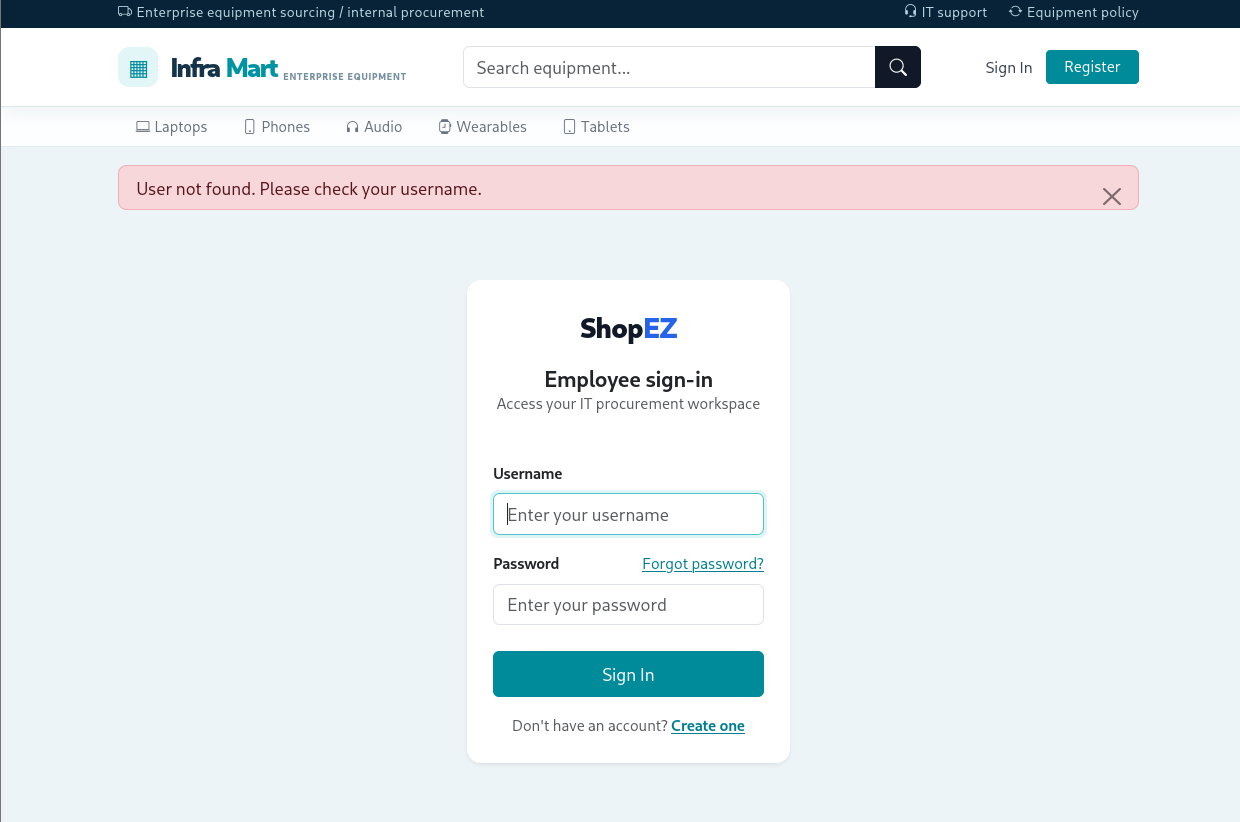 Enterprise equipment sourcing / internal procurement IT support Equipment policy
Infra Mart ENTERPRISE EQUIPMENT Search equipment... Sign In Register
Laptops Phones Audio Wearables Tablets
User not found. Please check your username.
ShopEZ
Employee sign-in
Access your IT procurement workspace
Username
Enter your username
Password Forgot password?
Enter your password
Sign In
Don't have an account? Create one